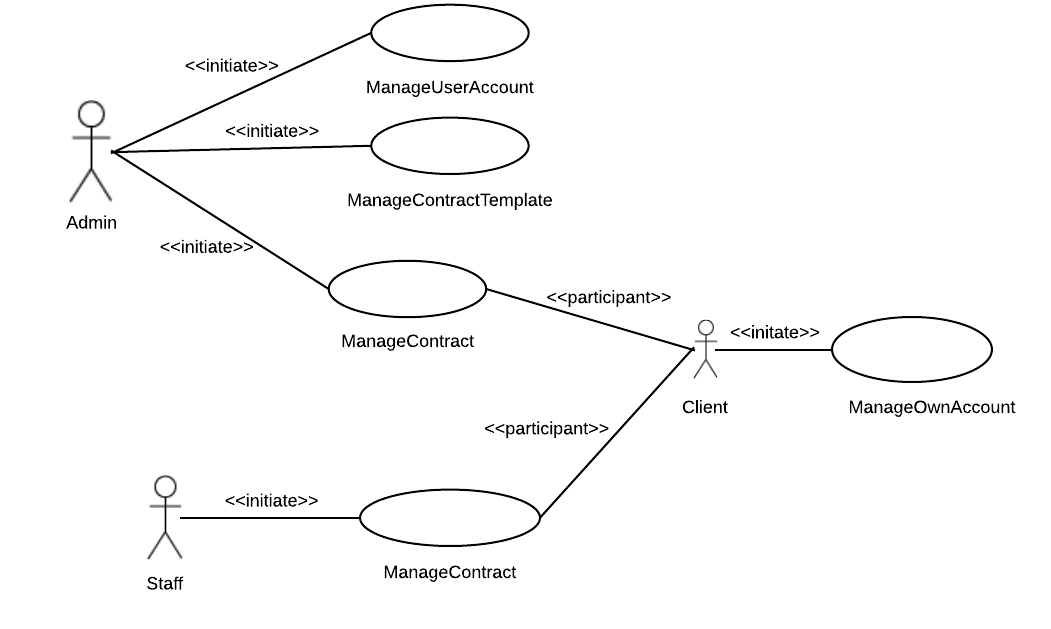 <<initiate>>
ManageUserAccount
<<initiate>>
ManageContractTemplate
Admin
<<initiate>>
<<participant>>
ManageContract
<<initate>>
Client
ManageOwnAccount
<<participant>>
<<initiate>>
ManageContract
Staff